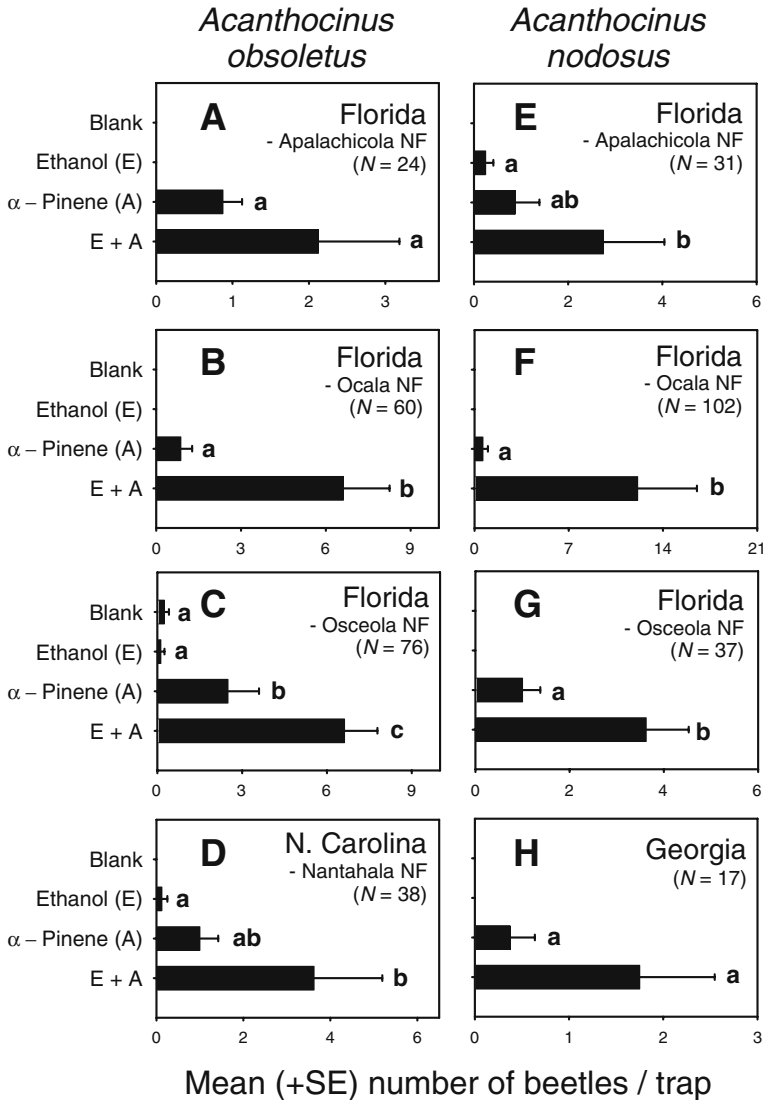 Acanthocinus obsoletus
Acanthocinus nodosus
A
Florida
- Apalachicola NF
(N = 24)
Blank
Ethanol (E)
α – Pinene (A)
E + A
a
a
0 1 2 3
E
Florida
- Apalachicola NF
(N = 31)
a
ab
b
0 2 4 6
B
Florida
- Ocala NF
(N = 60)
Blank
Ethanol (E)
α – Pinene (A)
E + A
a
b
0 3 6 9
F
Florida
- Ocala NF
(N = 102)
a
b
0 7 14 21
C
Florida
- Osceola NF
(N = 76)
Blank
Ethanol (E)
α – Pinene (A)
E + A
a
a
b
c
0 3 6 9
G
Florida
- Osceola NF
(N = 37)
a
b
0 2 4 6
D
N. Carolina
- Nantahala NF
(N = 38)
Blank
Ethanol (E)
α – Pinene (A)
E + A
a
ab
b
0 2 4 6
H
Georgia
(N = 17)
a
a
0 1 2 3
Mean (+SE) number of beetles / trap